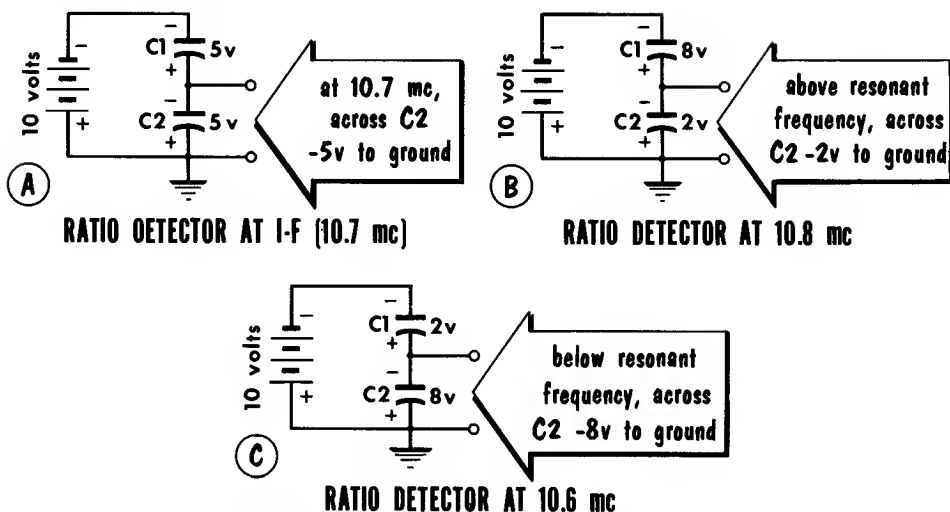 10 volts
−
+
−
C1 5v
+
−
C2 5v
+
at 10.7 mc,
across C2
-5v to ground
A
RATIO OETECTOR AT I-F (10.7 mc)
10 volts
−
+
−
C1 8v
+
−
C2 2v
+
above resonant
frequency, across
C2 -2v to ground
B
RATIO DETECTOR AT 10.8 mc
10 volts
−
+
−
C1 2v
+
−
C2 8v
+
below resonant
frequency, across
C2 -8v to ground
C
RATIO DETECTOR AT 10.6 mc